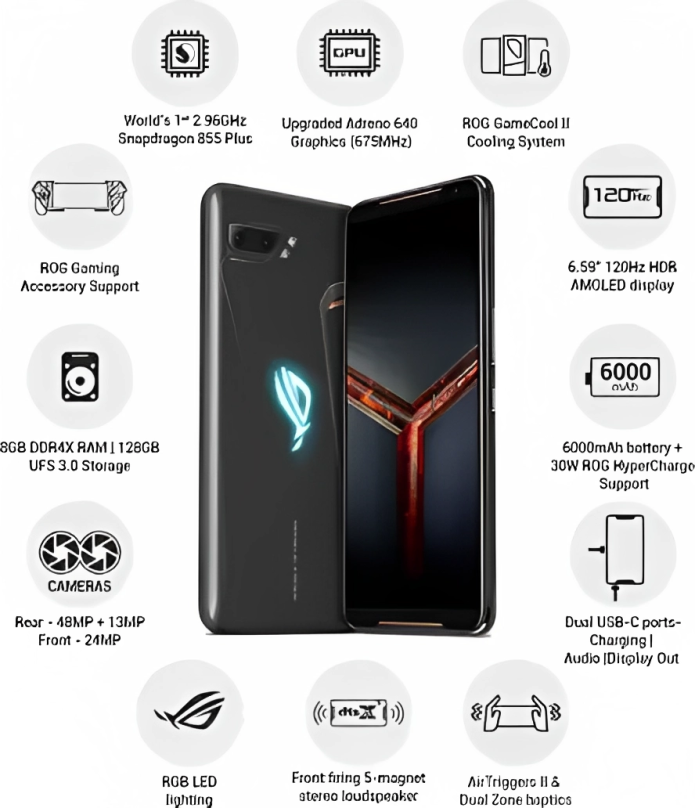 GPU
World's 1st 2.96GHz
Snapdragon 855 Plus
Upgraded Adreno 640
Graphics (675MHz)
ROG GameCool II
Cooling System
ROG Gaming
Accessory Support
120Hz
6.59" 120Hz HDR
AMOLED display
8GB DDR4X RAM | 128GB
UFS 3.0 Storage
6000
mAh
6000mAh battery +
30W ROG HyperCharge
Support
CAMERAS
Rear - 48MP + 13MP
Front - 24MP
Dual USB-C ports-
Charging |
Audio |Display Out
RGB LED
lighting
dts X
Front firing 5-magnet
stereo loudspeaker
AirTriggers II &
Dual Zone haptics